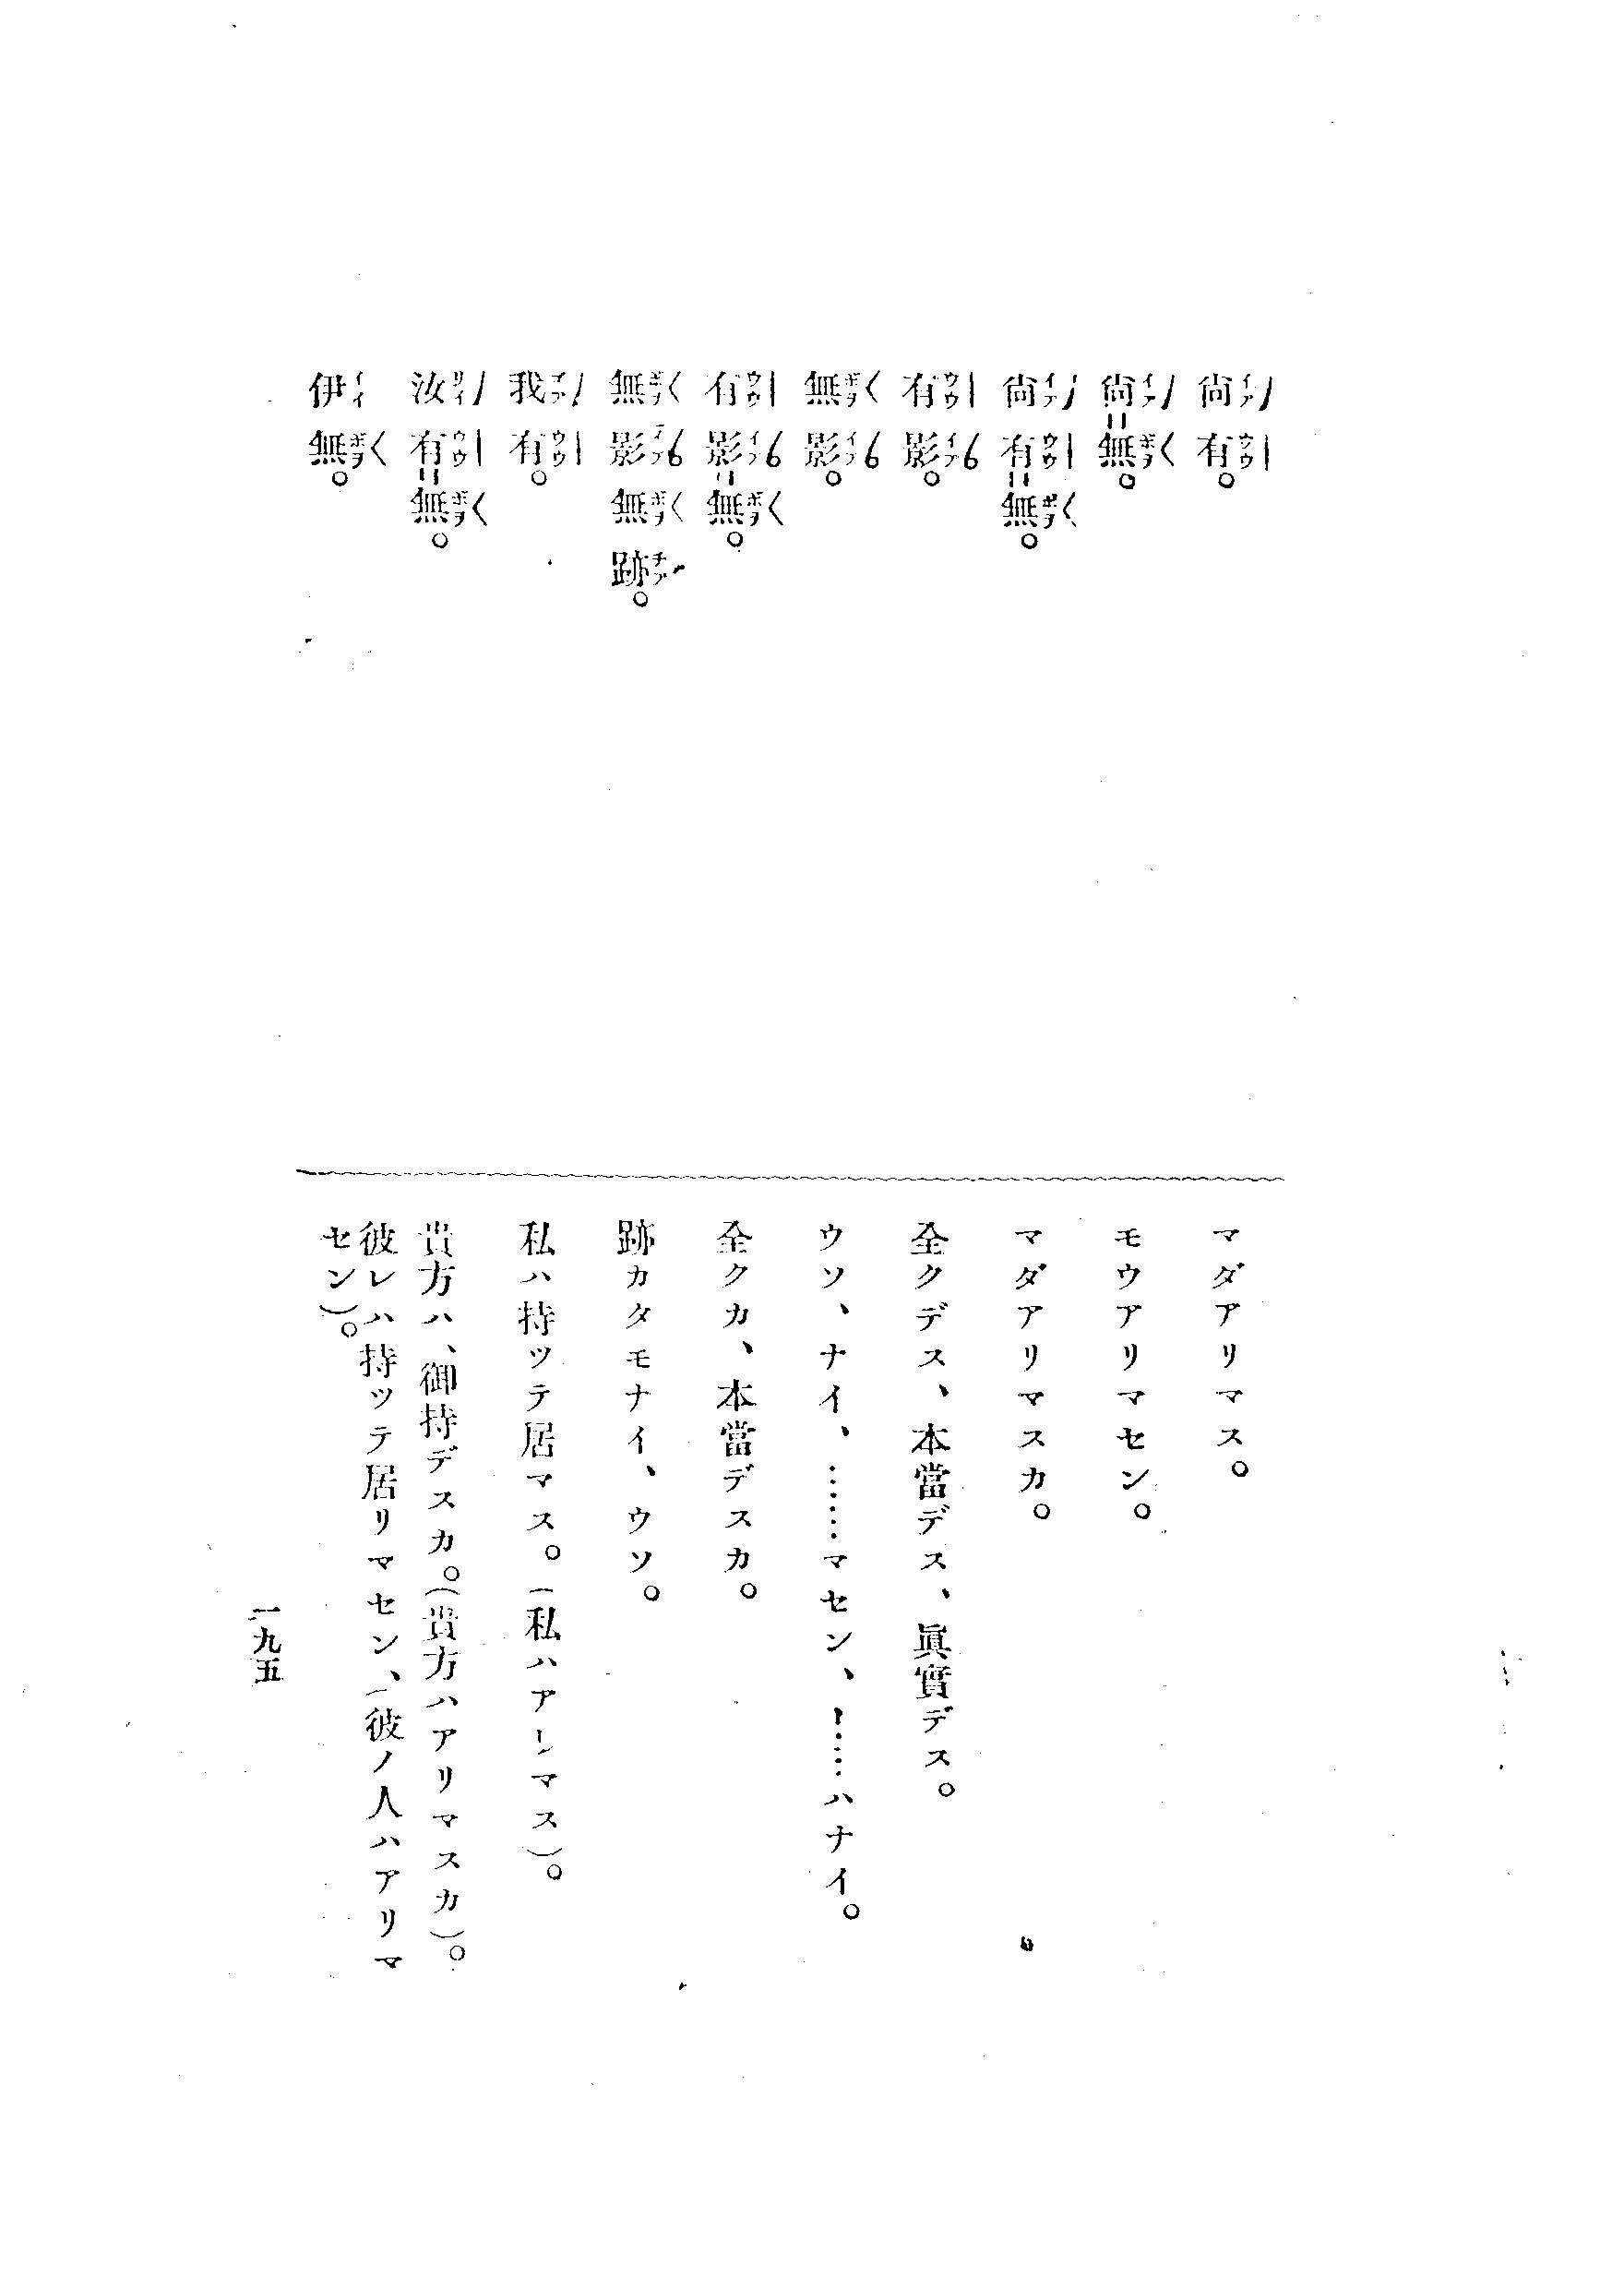 尙有。
尙=無。
尙有=無。
有影。
無影。
有影=無。
無影無跡。
我有。
汝有=無。
伊無。
マダアリマス。
モウアリマセン。
マダアリマスカ。
全クデス、本當デス、眞實デス。
ウソ、ナイ、……マセン、……ハナイ。
全クカ、本當デスカ。
跡カタモナイ、ウソ。
私ハ持ッテ居マス。(私ハアリマス)。
貴方ハ、御持デスカ。(貴方ハアリマスカ)。
彼レハ持ッテ居リマセン、(彼ノ人ハアリマ
セン)。
一九五